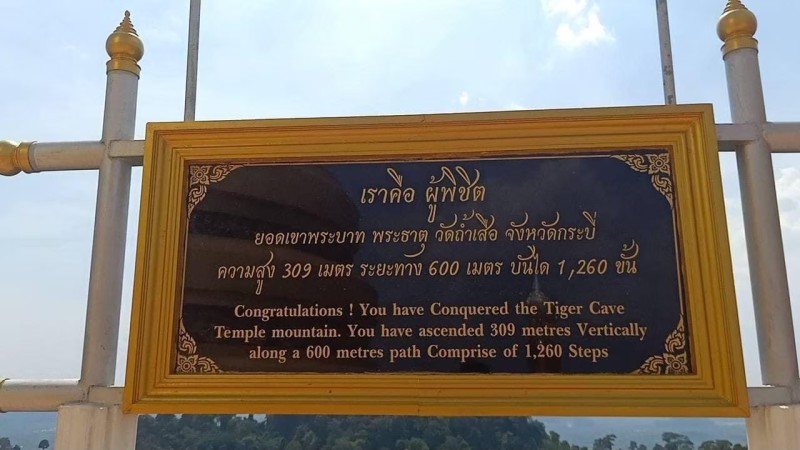 เราคือ ผู้พิชิต
ยอดเขาพระบาท พระธาตุ วัดถ้ำเสือ จังหวัดกระบี่
ความสูง 309 เมตร ระยะทาง 600 เมตร บันได 1,260 ขั้น
Congratulations ! You have Conquered the Tiger Cave
Temple mountain. You have ascended 309 metres Vertically
along a 600 metres path Comprise of 1,260 Steps